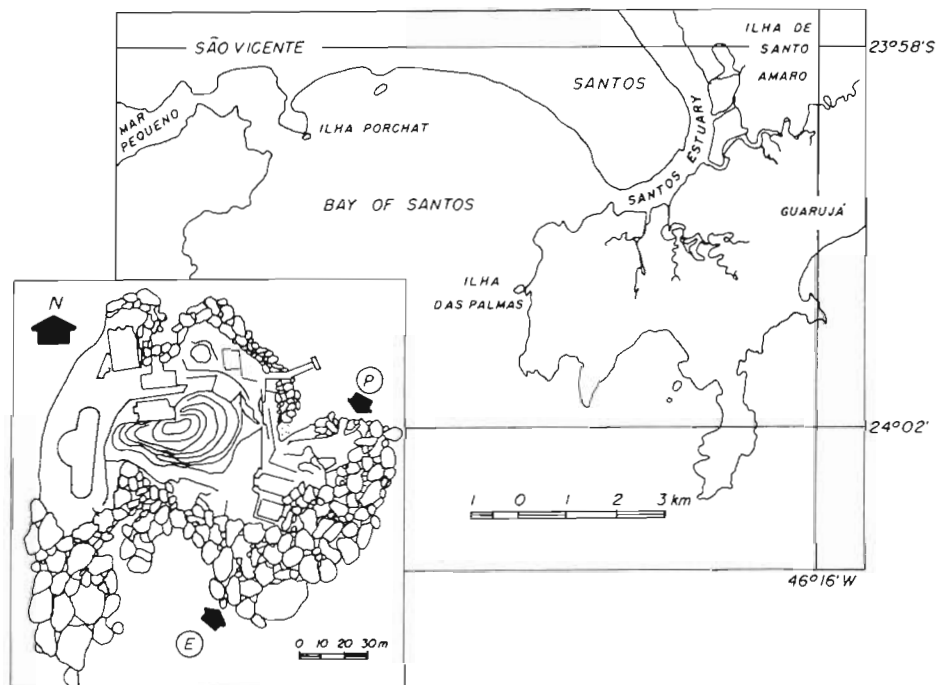 SÃO VICENTE
ILHA DE
SANTO
AMARO
23°58'S
SANTOS
MAR
PEQUENO
ILHA PORCHAT
SANTOS ESTUARY
BAY OF SANTOS
GUARUJÁ
ILHA
DAS PALMAS
N
P
24°02'
1 0 1 2 3 km
46°16'W
E
0 10 20 30 m